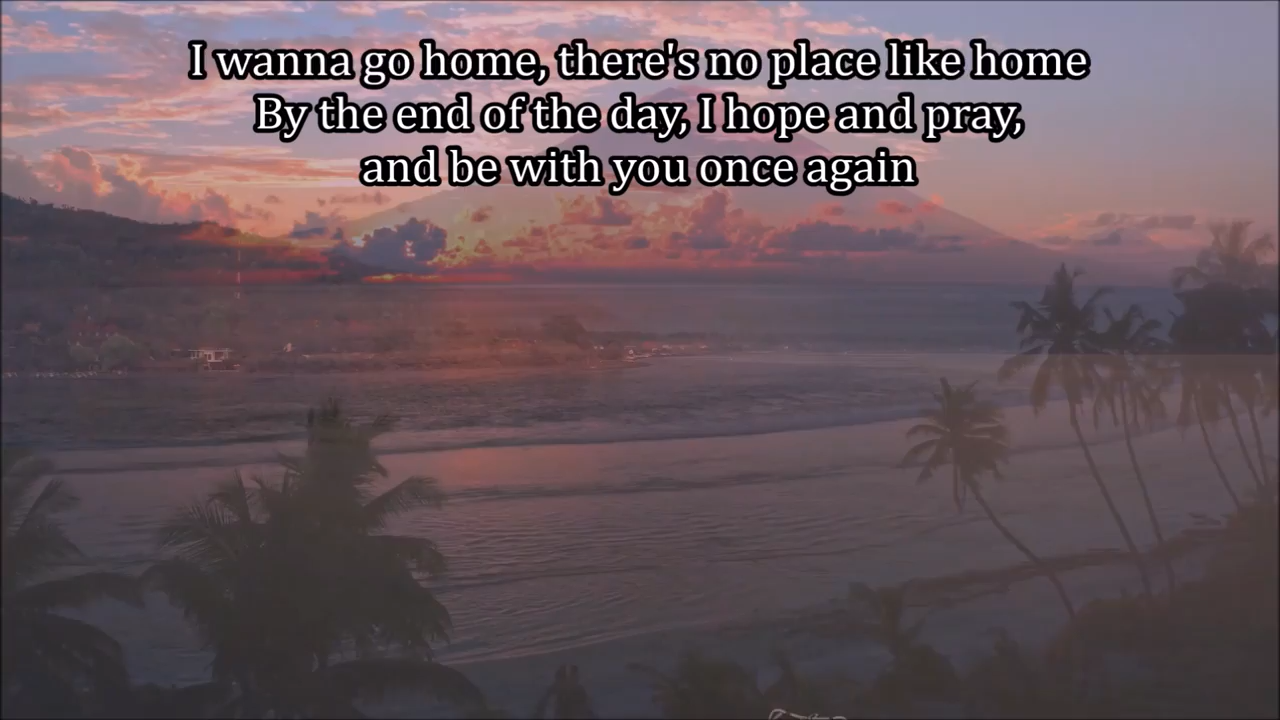 I wanna go home, there's no place like home
By the end of the day, I hope and pray,
and be with you once again